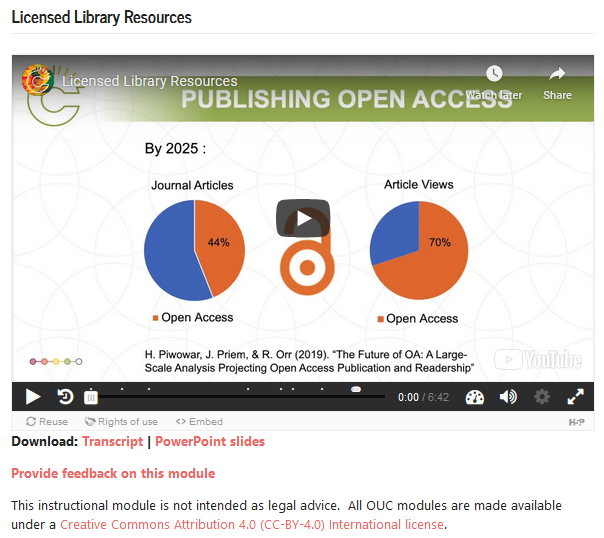 Licensed Library Resources
Licensed Library Resources
Watch later
Share
PUBLISHING OPEN ACCESS
By 2025 :
Journal Articles
Article Views
44%
70%
Open Access
Open Access
H. Piwowar, J. Priem, & R. Orr (2019). “The Future of OA: A Large-
Scale Analysis Projecting Open Access Publication and Readership”
YouTube
0:00 / 6:42
Reuse Rights of use <> Embed H-P
Download: Transcript | PowerPoint slides
Provide feedback on this module
This instructional module is not intended as legal advice. All OUC modules are made available
under a Creative Commons Attribution 4.0 (CC-BY-4.0) International license.